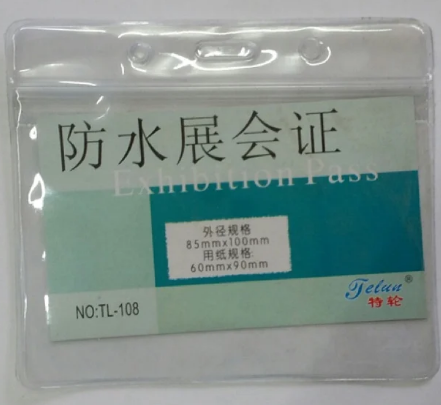 防水展会证
Exhibition Pass
外径规格
85mmx100mm
用纸规格:
60mmx90mm
NO:TL-108
Telun®
特轮